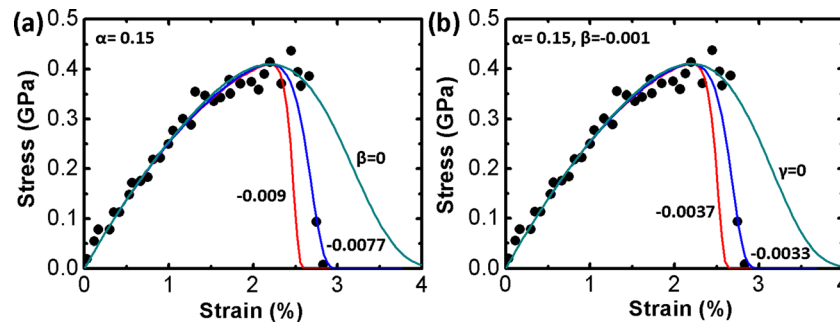 (a)
α= 0.15
Stress (GPa)
0.5
0.4
0.3
0.2
0.1
0.0
β=0
-0.009
-0.0077
0 1 2 3 4
Strain (%)
(b)
α= 0.15, β=-0.001
Stress (GPa)
0.5
0.4
0.3
0.2
0.1
0.0
γ=0
-0.0037
-0.0033
0 1 2 3 4
Strain (%)